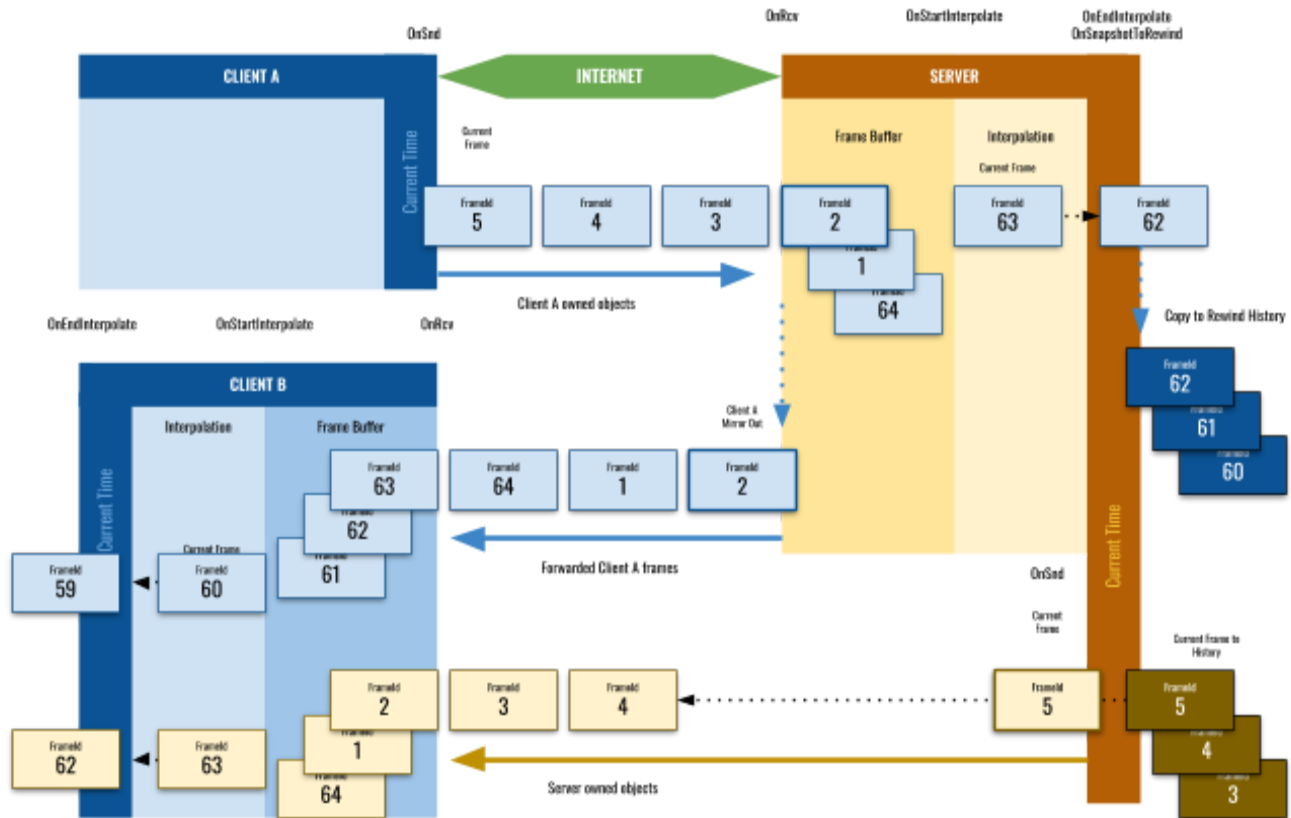 OnRcv
OnStartInterpolate
OnEndInterpolate
OnSnapshotToRewind
OnSnd
CLIENT A
INTERNET
SERVER
Current Time
Current
Frame
Frame Buffer
Interpolation
Current Frame
FrameId
5
FrameId
4
FrameId
3
FrameId
2
FrameId
63
FrameId
62
1
64
Client A owned objects
Copy to Rewind History
OnEndInterpolate
OnStartInterpolate
OnRcv
FrameId
62
61
60
CLIENT B
Client A
Mirror Out
Interpolation
Frame Buffer
Current Time
FrameId
63
FrameId
64
FrameId
1
FrameId
2
62
61
Current Frame
FrameId
59
FrameId
60
Forwarded Client A frames
Current Time
OnSnd
Current
Frame
Current Frame to
History
FrameId
2
FrameId
3
FrameId
4
FrameId
5
FrameId
5
1
4
FrameId
62
FrameId
63
64
3
Server owned objects